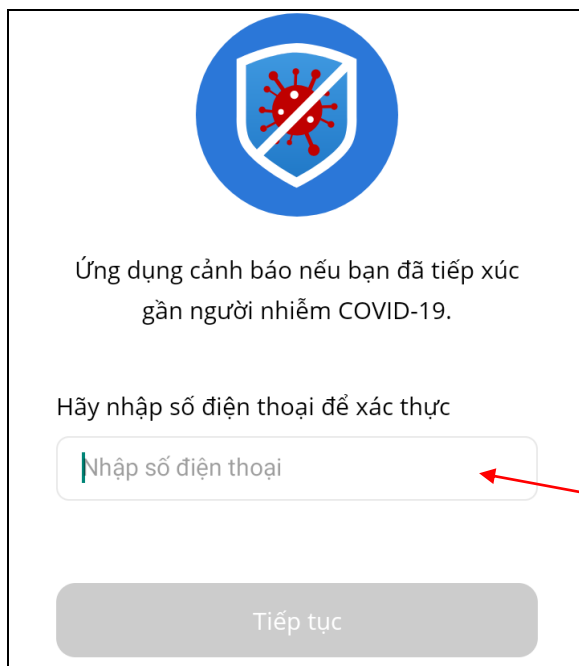 Ứng dụng cảnh báo nếu bạn đã tiếp xúc
gần người nhiễm COVID-19.
Hãy nhập số điện thoại để xác thực
Nhập số điện thoại
Tiếp tục